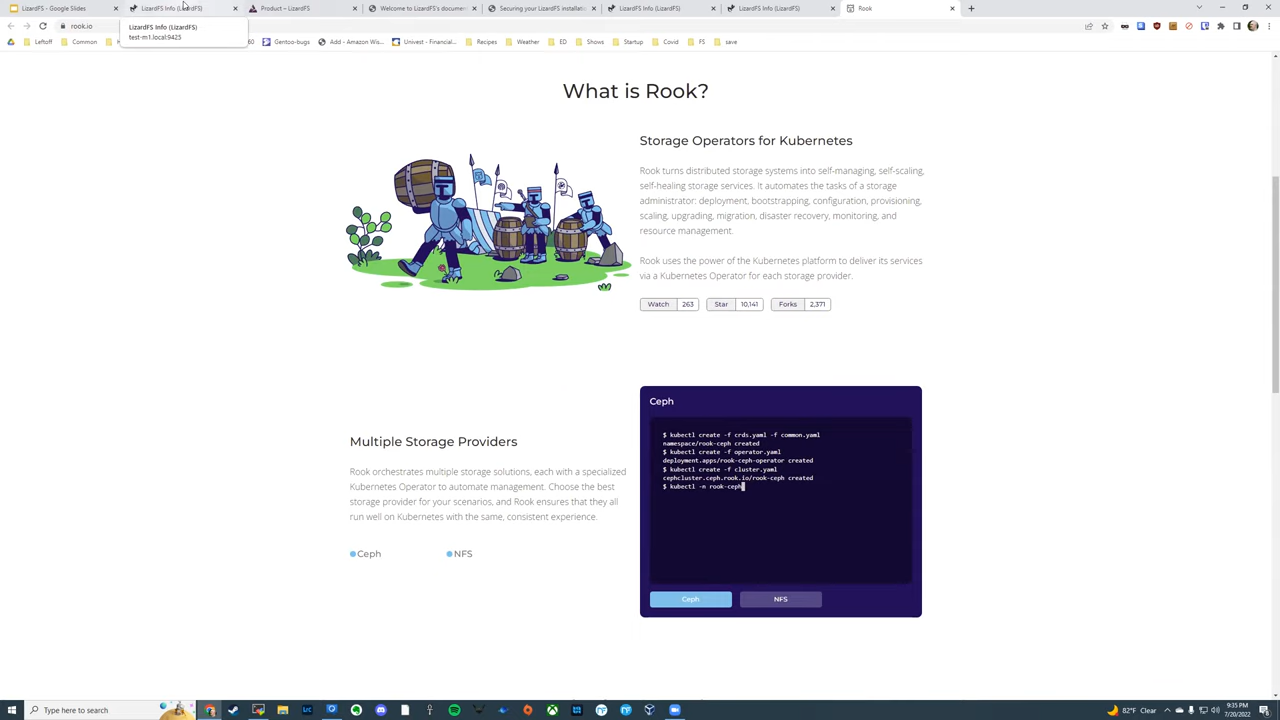 LizardFS - Google Slides
LizardFS Info (LizardFS)
Product – LizardFS
Welcome to LizardFS's documen
Securing your LizardFS installatio
LizardFS Info (LizardFS)
LizardFS Info (LizardFS)
Rook
rook.io
LizardFS Info (LizardFS)
test-m1.local:9425
Leftoff
Common
60
Gentoo-bugs
Add - Amazon Wis...
Univest - Financial...
Recipes
Weather
ED
Shows
Startup
Covid
FS
save
What is Rook?
Storage Operators for Kubernetes
Rook turns distributed storage systems into self-managing, self-scaling,
self-healing storage services. It automates the tasks of a storage
administrator: deployment, bootstrapping, configuration, provisioning,
scaling, upgrading, migration, disaster recovery, monitoring, and
resource management.
Rook uses the power of the Kubernetes platform to deliver its services
via a Kubernetes Operator for each storage provider.
Watch 263
Star 10,141
Forks 2,371
Multiple Storage Providers
Rook orchestrates multiple storage solutions, each with a specialized
Kubernetes Operator to automate management. Choose the best
storage provider for your scenarios, and Rook ensures that they all
run well on Kubernetes with the same, consistent experience.
Ceph
NFS
Ceph
$ kubectl create -f crds.yaml -f common.yaml
namespace/rook-ceph created
$ kubectl create -f operator.yaml
deployment.apps/rook-ceph-operator created
$ kubectl create -f cluster.yaml
cephcluster.ceph.rook.io/rook-ceph created
$ kubectl -n rook-ceph
Ceph
NFS
Type here to search
82°F Clear
9:35 PM
7/20/2022